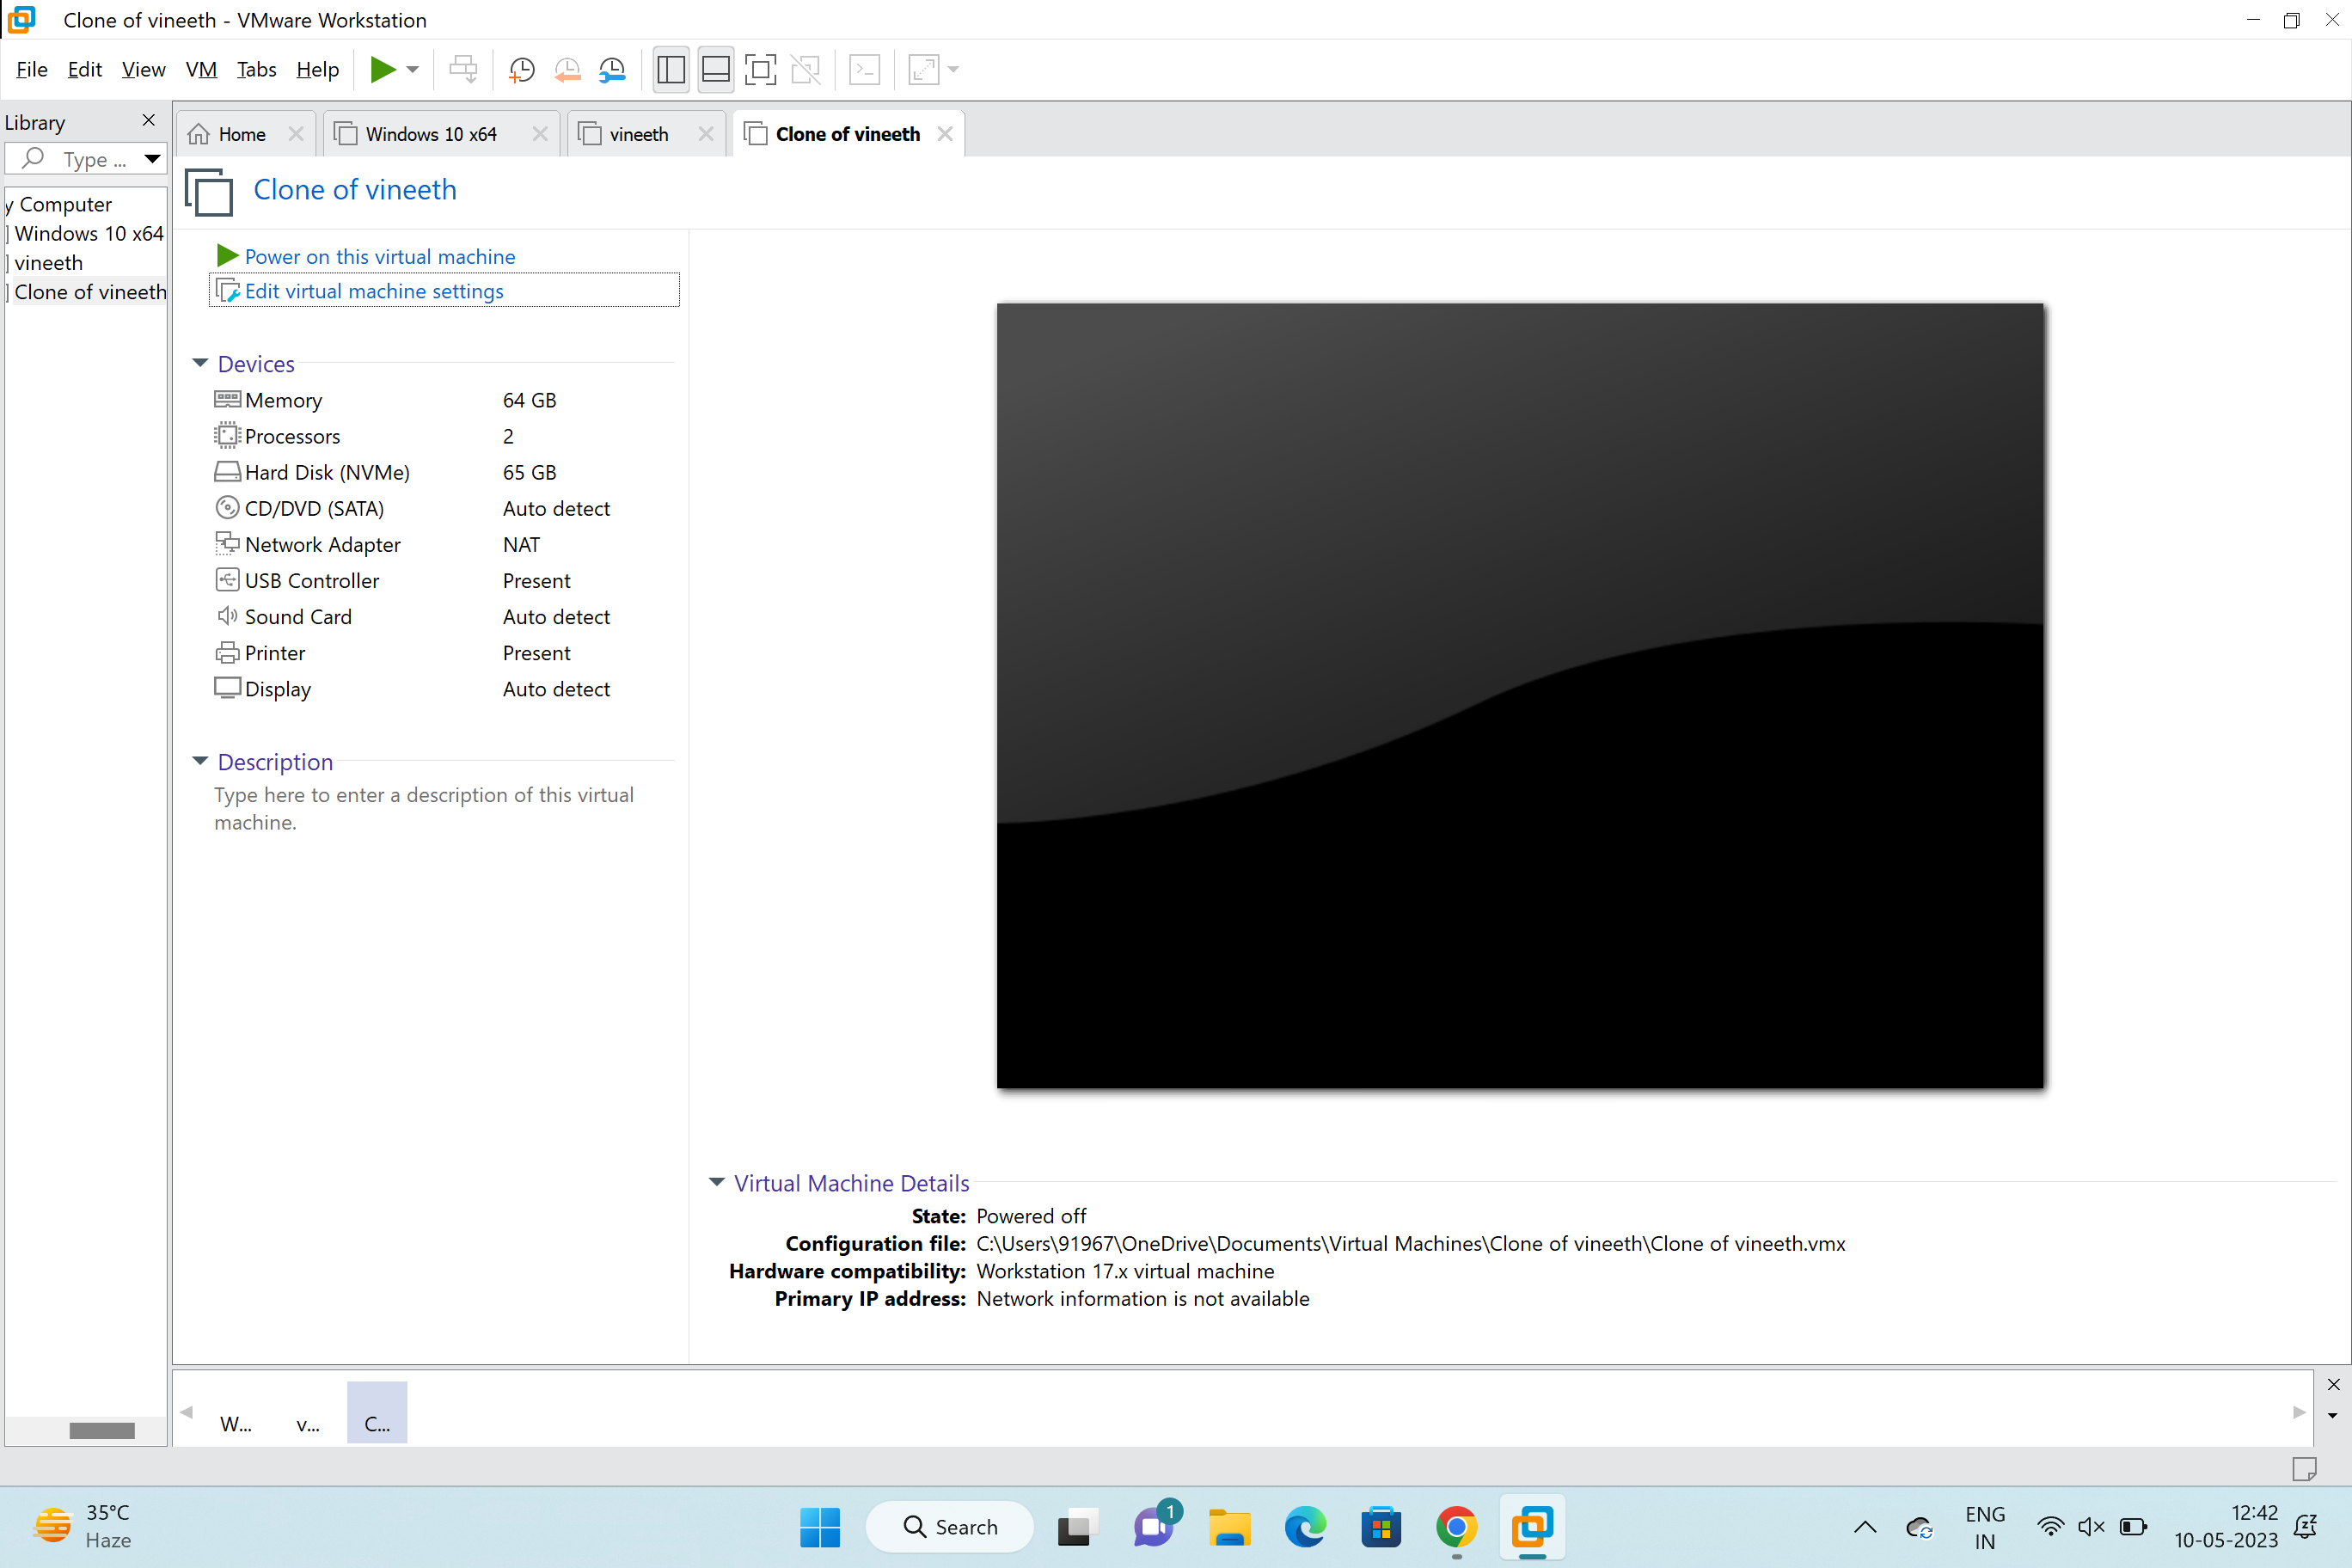 Clone of vineeth - VMware Workstation
File Edit View VM Tabs Help
Library
Type ...
y Computer
Windows 10 x64
vineeth
Clone of vineeth
Home
Windows 10 x64
vineeth
Clone of vineeth
Clone of vineeth
Power on this virtual machine
Edit virtual machine settings
Devices
Memory 64 GB
Processors 2
Hard Disk (NVMe) 65 GB
CD/DVD (SATA) Auto detect
Network Adapter NAT
USB Controller Present
Sound Card Auto detect
Printer Present
Display Auto detect
Description
Type here to enter a description of this virtual
machine.
Virtual Machine Details
State: Powered off
Configuration file: C:\Users\91967\OneDrive\Documents\Virtual Machines\Clone of vineeth\Clone of vineeth.vmx
Hardware compatibility: Workstation 17.x virtual machine
Primary IP address: Network information is not available
W... v... C...
35°C
Haze
Search
1
ENG
IN
12:42
10-05-2023